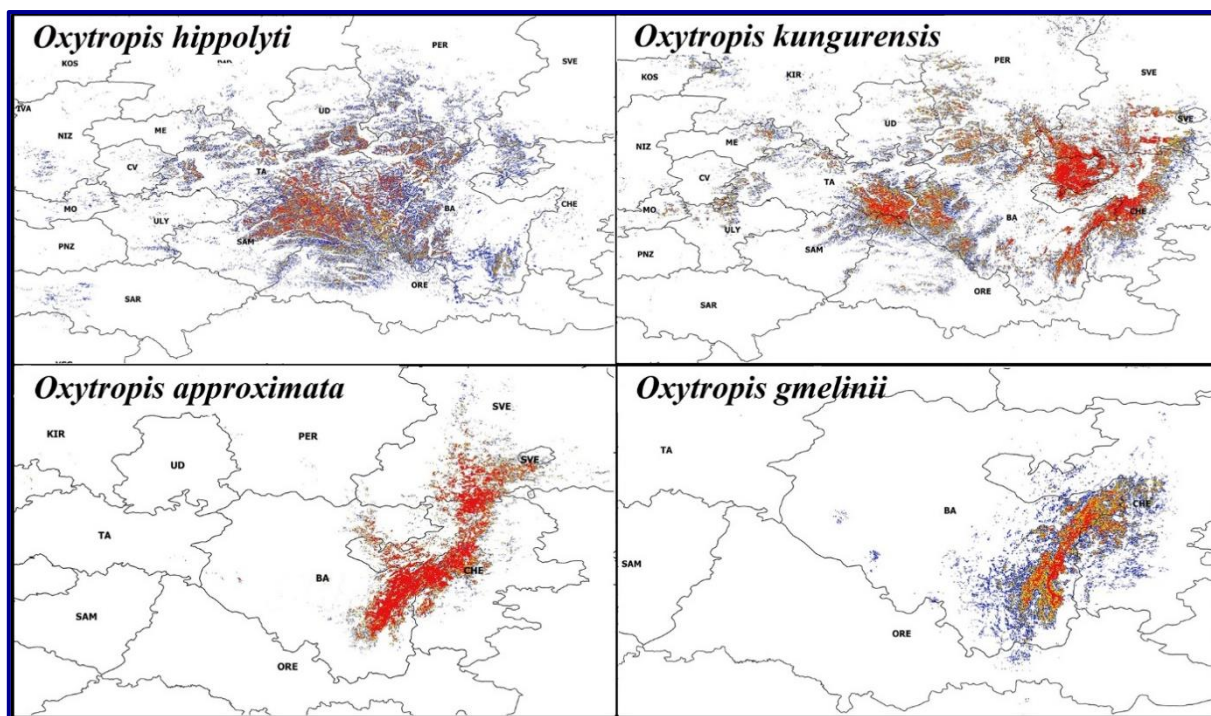 Oxytropis hippolyti
PER
KOS
SVE
IVA
UD
NIZ
ME
CV
TA
MO
BA
CHE
ULY
PNZ
SAM
ORE
SAR
Oxytropis kungurensis
PER
KOS
KIR
SVE
SVE
UD
NIZ
ME
CV
TA
MO
CHE
BA
ULY
PNZ
SAM
ORE
SAR
Oxytropis approximata
SVE
KIR
PER
UD
SVE
TA
BA
CHE
SAM
ORE
Oxytropis gmelinii
TA
CHE
BA
SAM
ORE